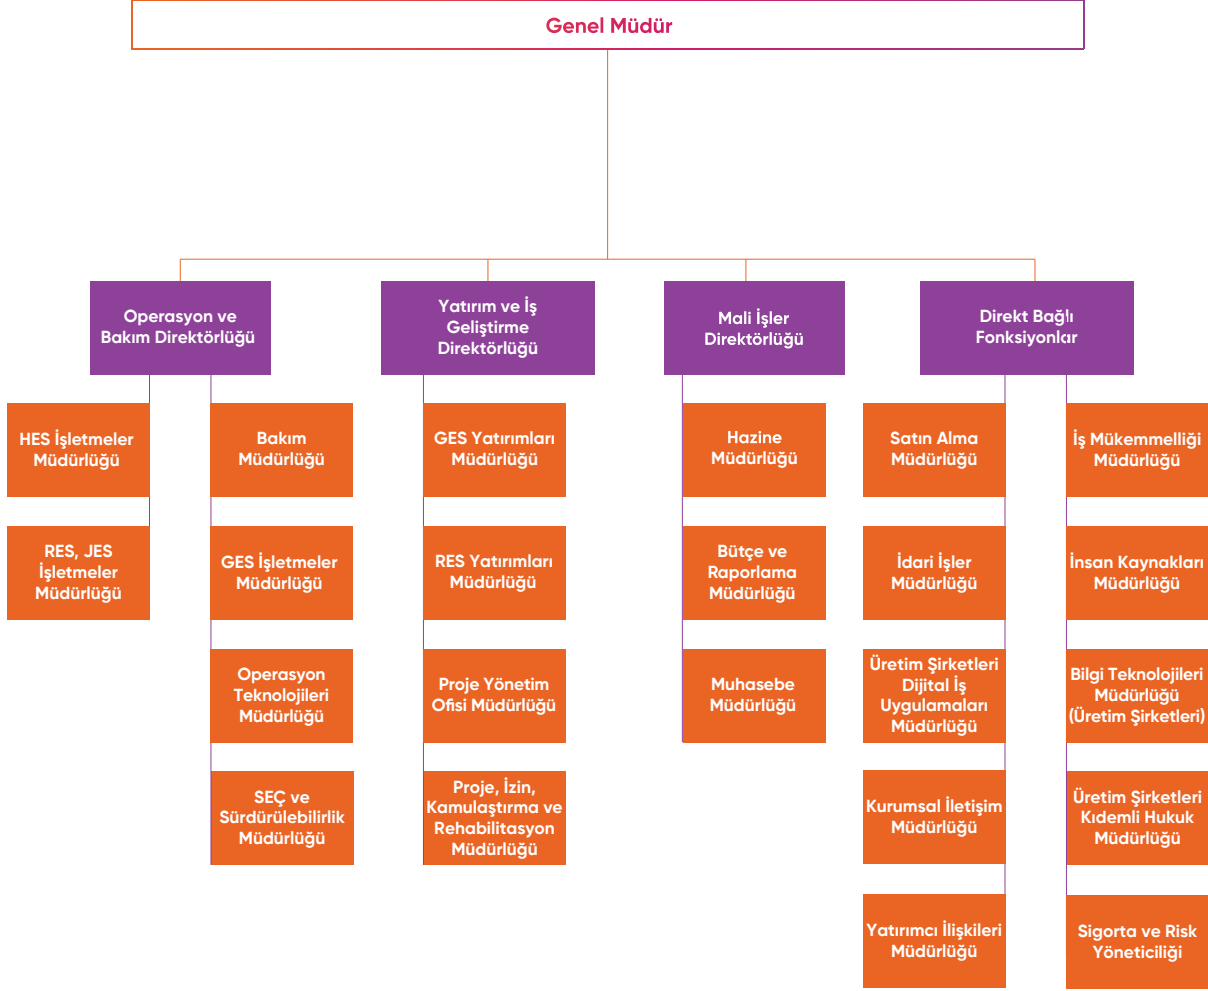 Genel Müdür
Operasyon ve
Bakım Direktörlüğü
Yatırım ve İş
Geliştirme
Direktörlüğü
Mali İşler
Direktörlüğü
Direkt Bağlı
Fonksiyonlar
HES İşletmeler
Müdürlüğü
RES, JES
İşletmeler
Müdürlüğü
Bakım
Müdürlüğü
GES İşletmeler
Müdürlüğü
Operasyon
Teknolojileri
Müdürlüğü
SEÇ ve
Sürdürülebilirlik
Müdürlüğü
GES Yatırımları
Müdürlüğü
RES Yatırımları
Müdürlüğü
Proje Yönetim
Ofisi Müdürlüğü
Proje, İzin,
Kamulaştırma ve
Rehabilitasyon
Müdürlüğü
Hazine
Müdürlüğü
Bütçe ve
Raporlama
Müdürlüğü
Muhasebe
Müdürlüğü
Satın Alma
Müdürlüğü
İdari İşler
Müdürlüğü
Üretim Şirketleri
Dijital İş
Uygulamaları
Müdürlüğü
Kurumsal İletişim
Müdürlüğü
Yatırımcı İlişkileri
Müdürlüğü
İş Mükemmelliği
Müdürlüğü
İnsan Kaynakları
Müdürlüğü
Bilgi Teknolojileri
Müdürlüğü
(Üretim Şirketleri)
Üretim Şirketleri
Kıdemli Hukuk
Müdürlüğü
Sigorta ve Risk
Yöneticiliği